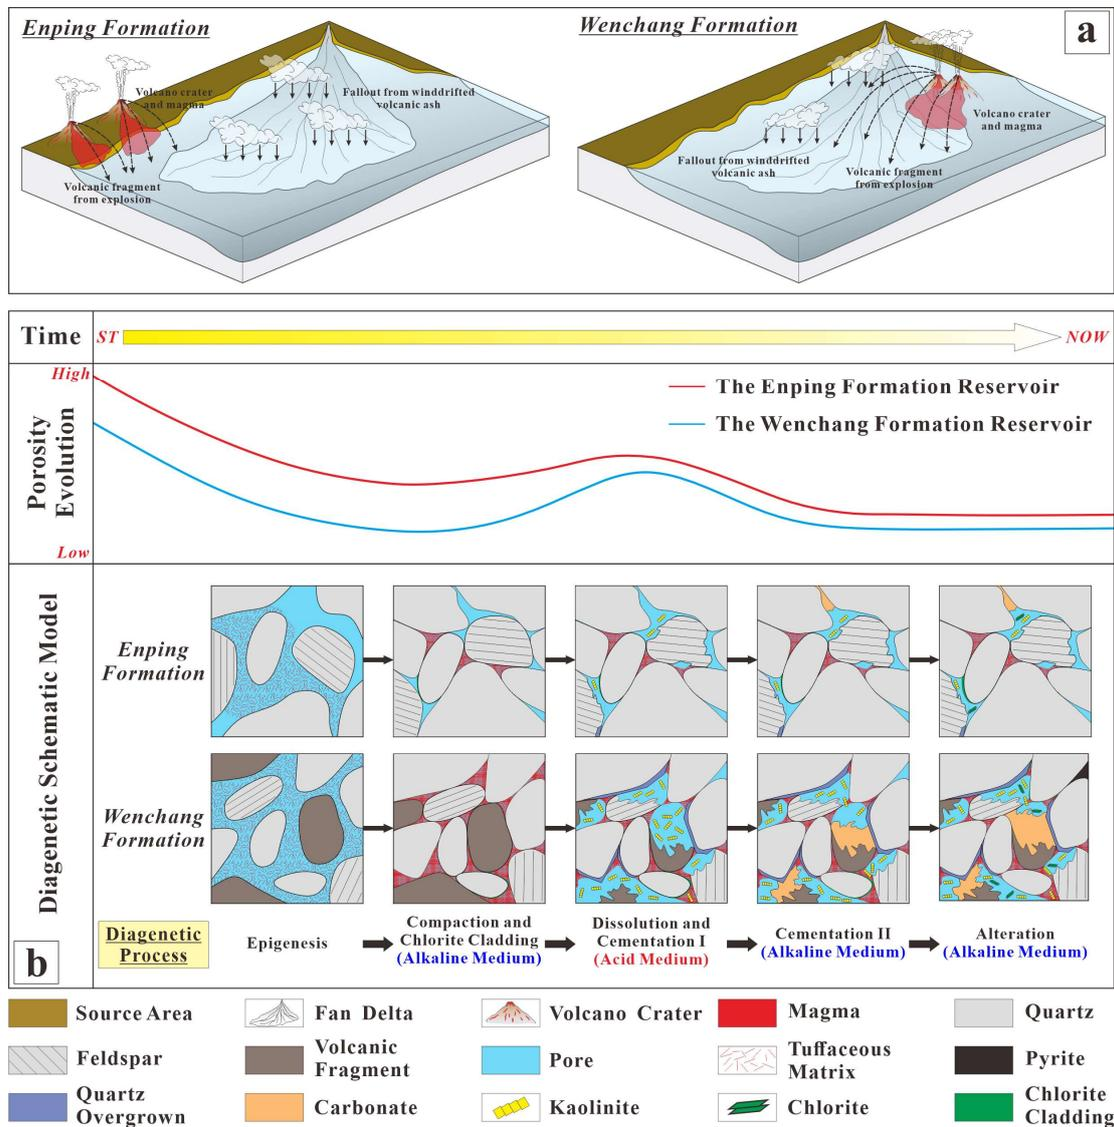 Enping Formation
Volcano crater
and magma
Fallout from winddrifted
volcanic ash
Volcanic fragment
from explosion
Wenchang Formation
a
Volcano crater
and magma
Fallout from winddrifted
volcanic ash
Volcanic fragment
from explosion
Time
ST
NOW
High
Porosity
Evolution
Low
The Enping Formation Reservoir
The Wenchang Formation Reservoir
Diagenetic Schematic Model
Enping
Formation
Wenchang
Formation
Diagenetic
Process
Epigenesis
Compaction and
Chlorite Cladding
(Alkaline Medium)
Dissolution and
Cementation I
(Acid Medium)
Cementation II
(Alkaline Medium)
Alteration
(Alkaline Medium)
b
Source Area
Fan Delta
Volcano Crater
Magma
Quartz
Feldspar
Volcanic
Fragment
Pore
Tuffaceous
Matrix
Pyrite
Quartz
Overgrown
Carbonate
Kaolinite
Chlorite
Chlorite
Cladding